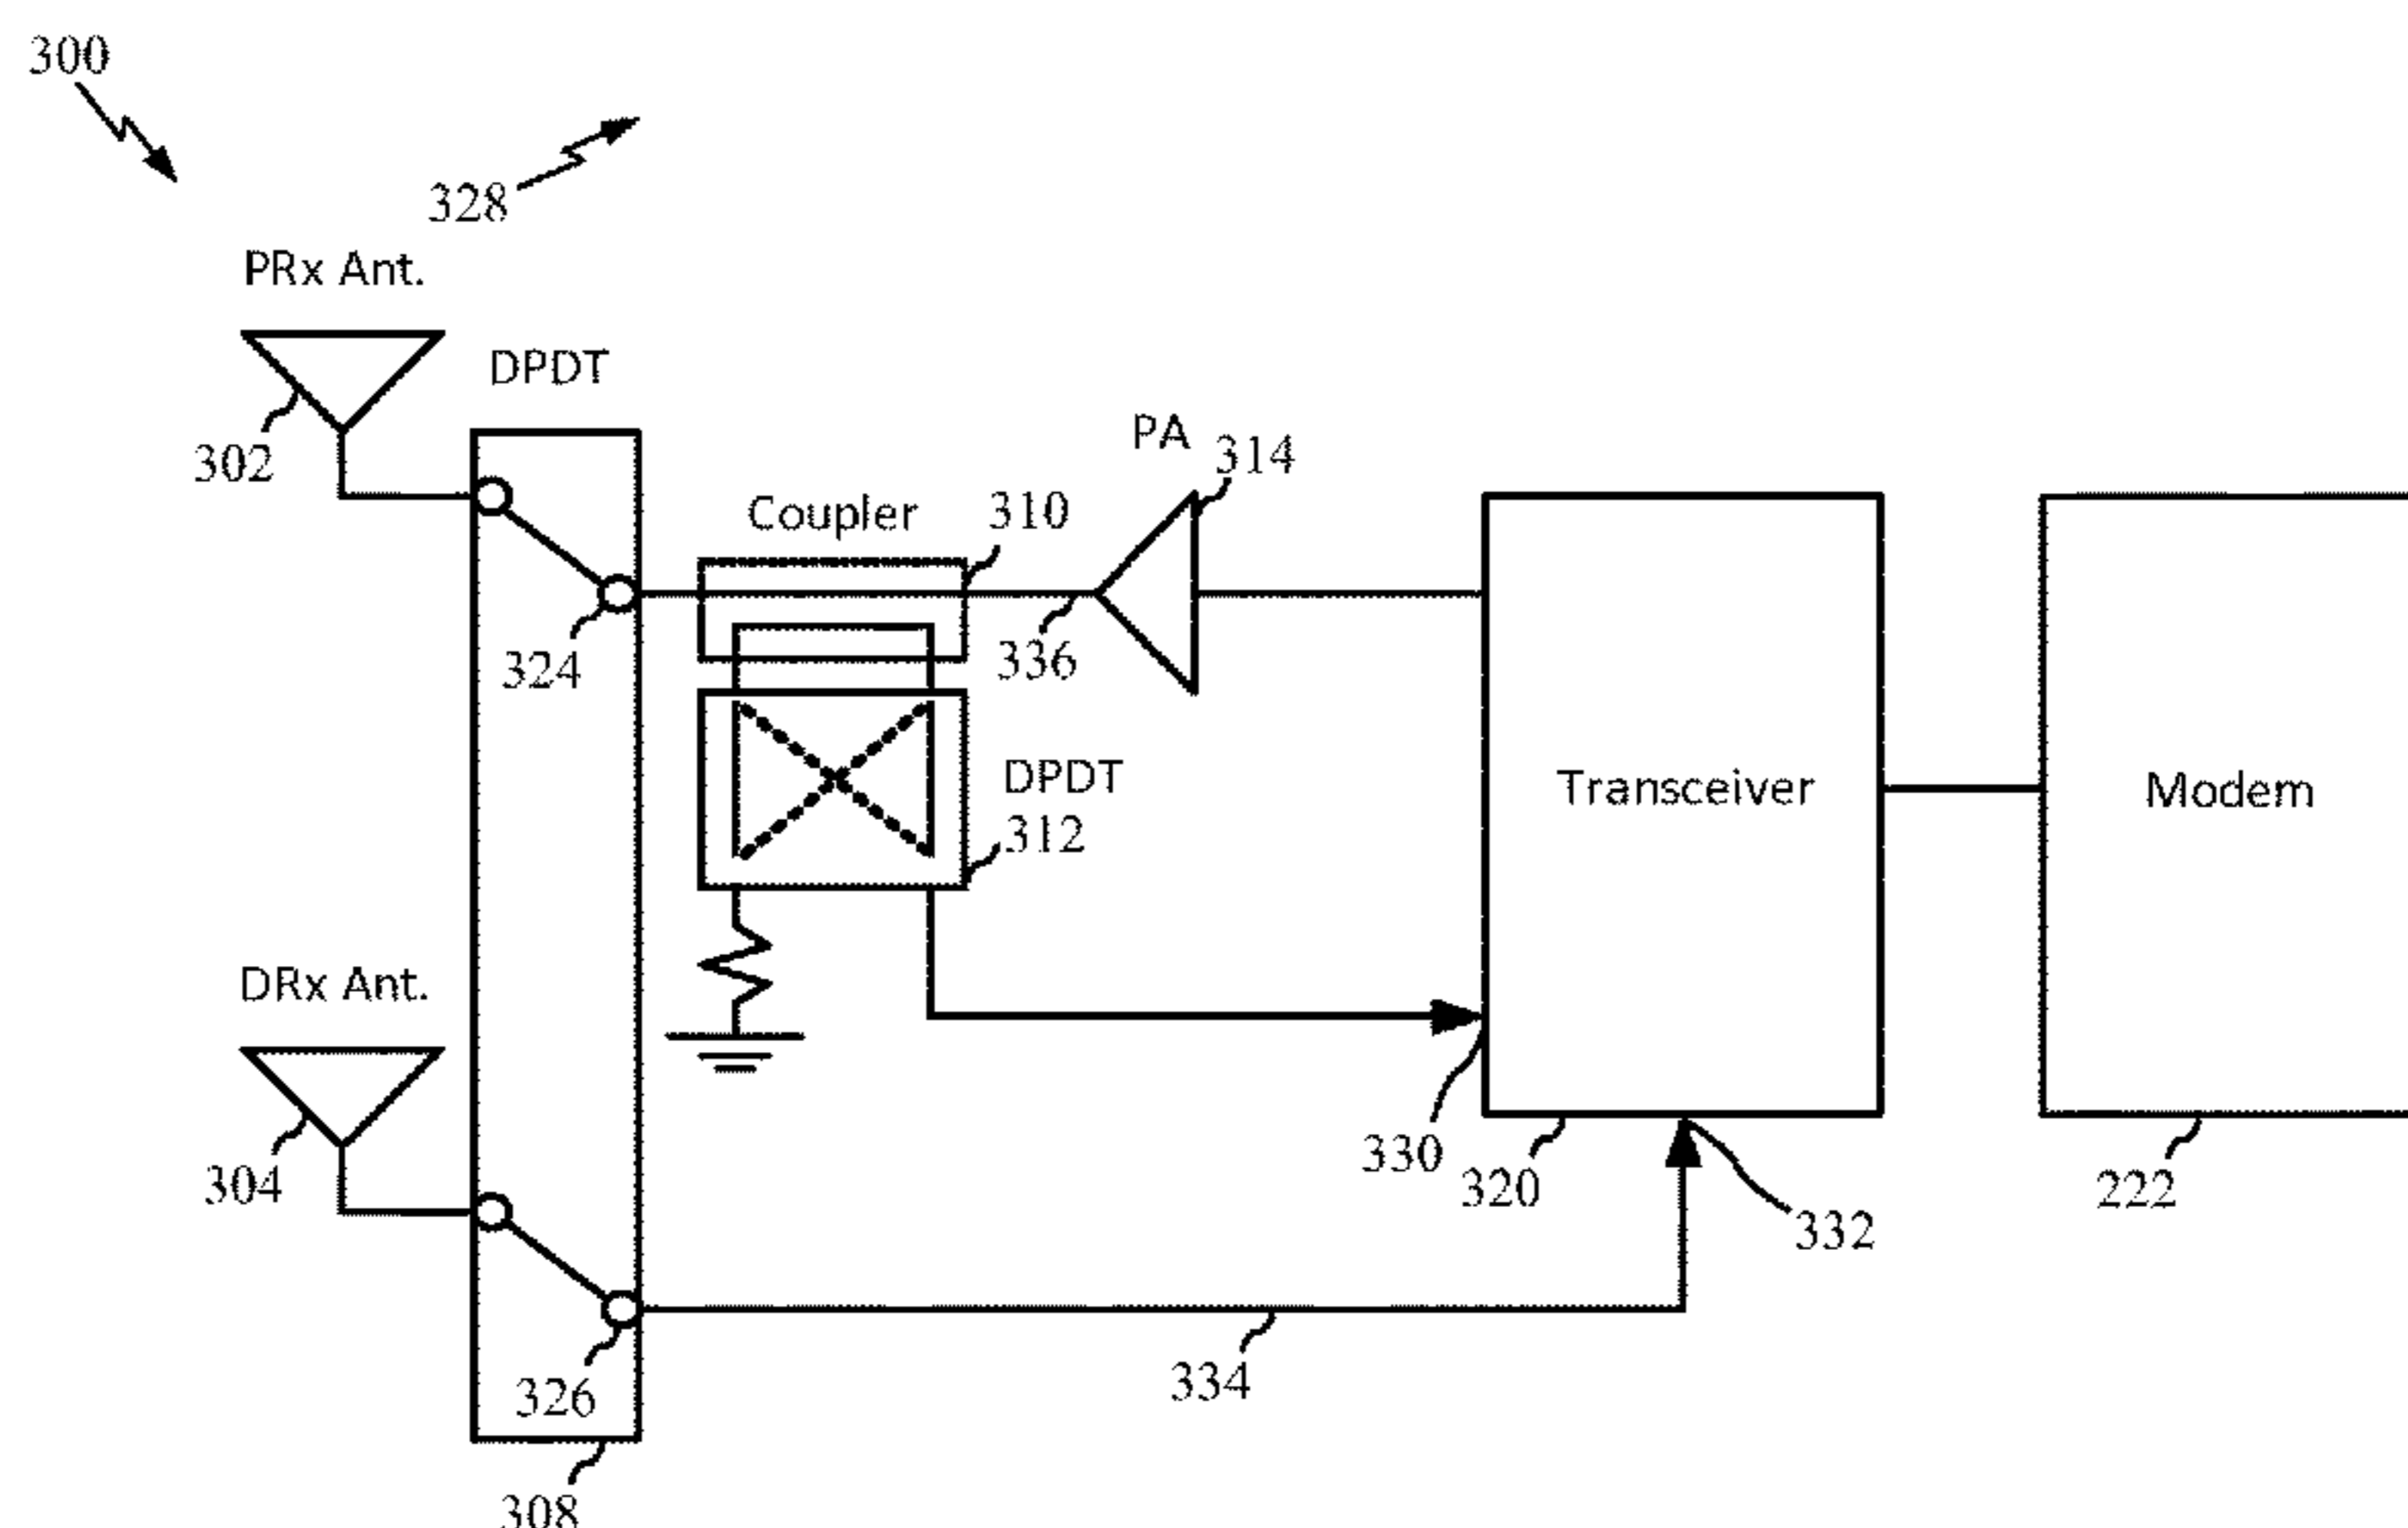 300
328
PRx Ant.
DPDT
302
PA
314
Coupler
310
324
336
DPDT
312
Transceiver
Modem
DRx Ant.
304
330
320
332
222
326
334
308